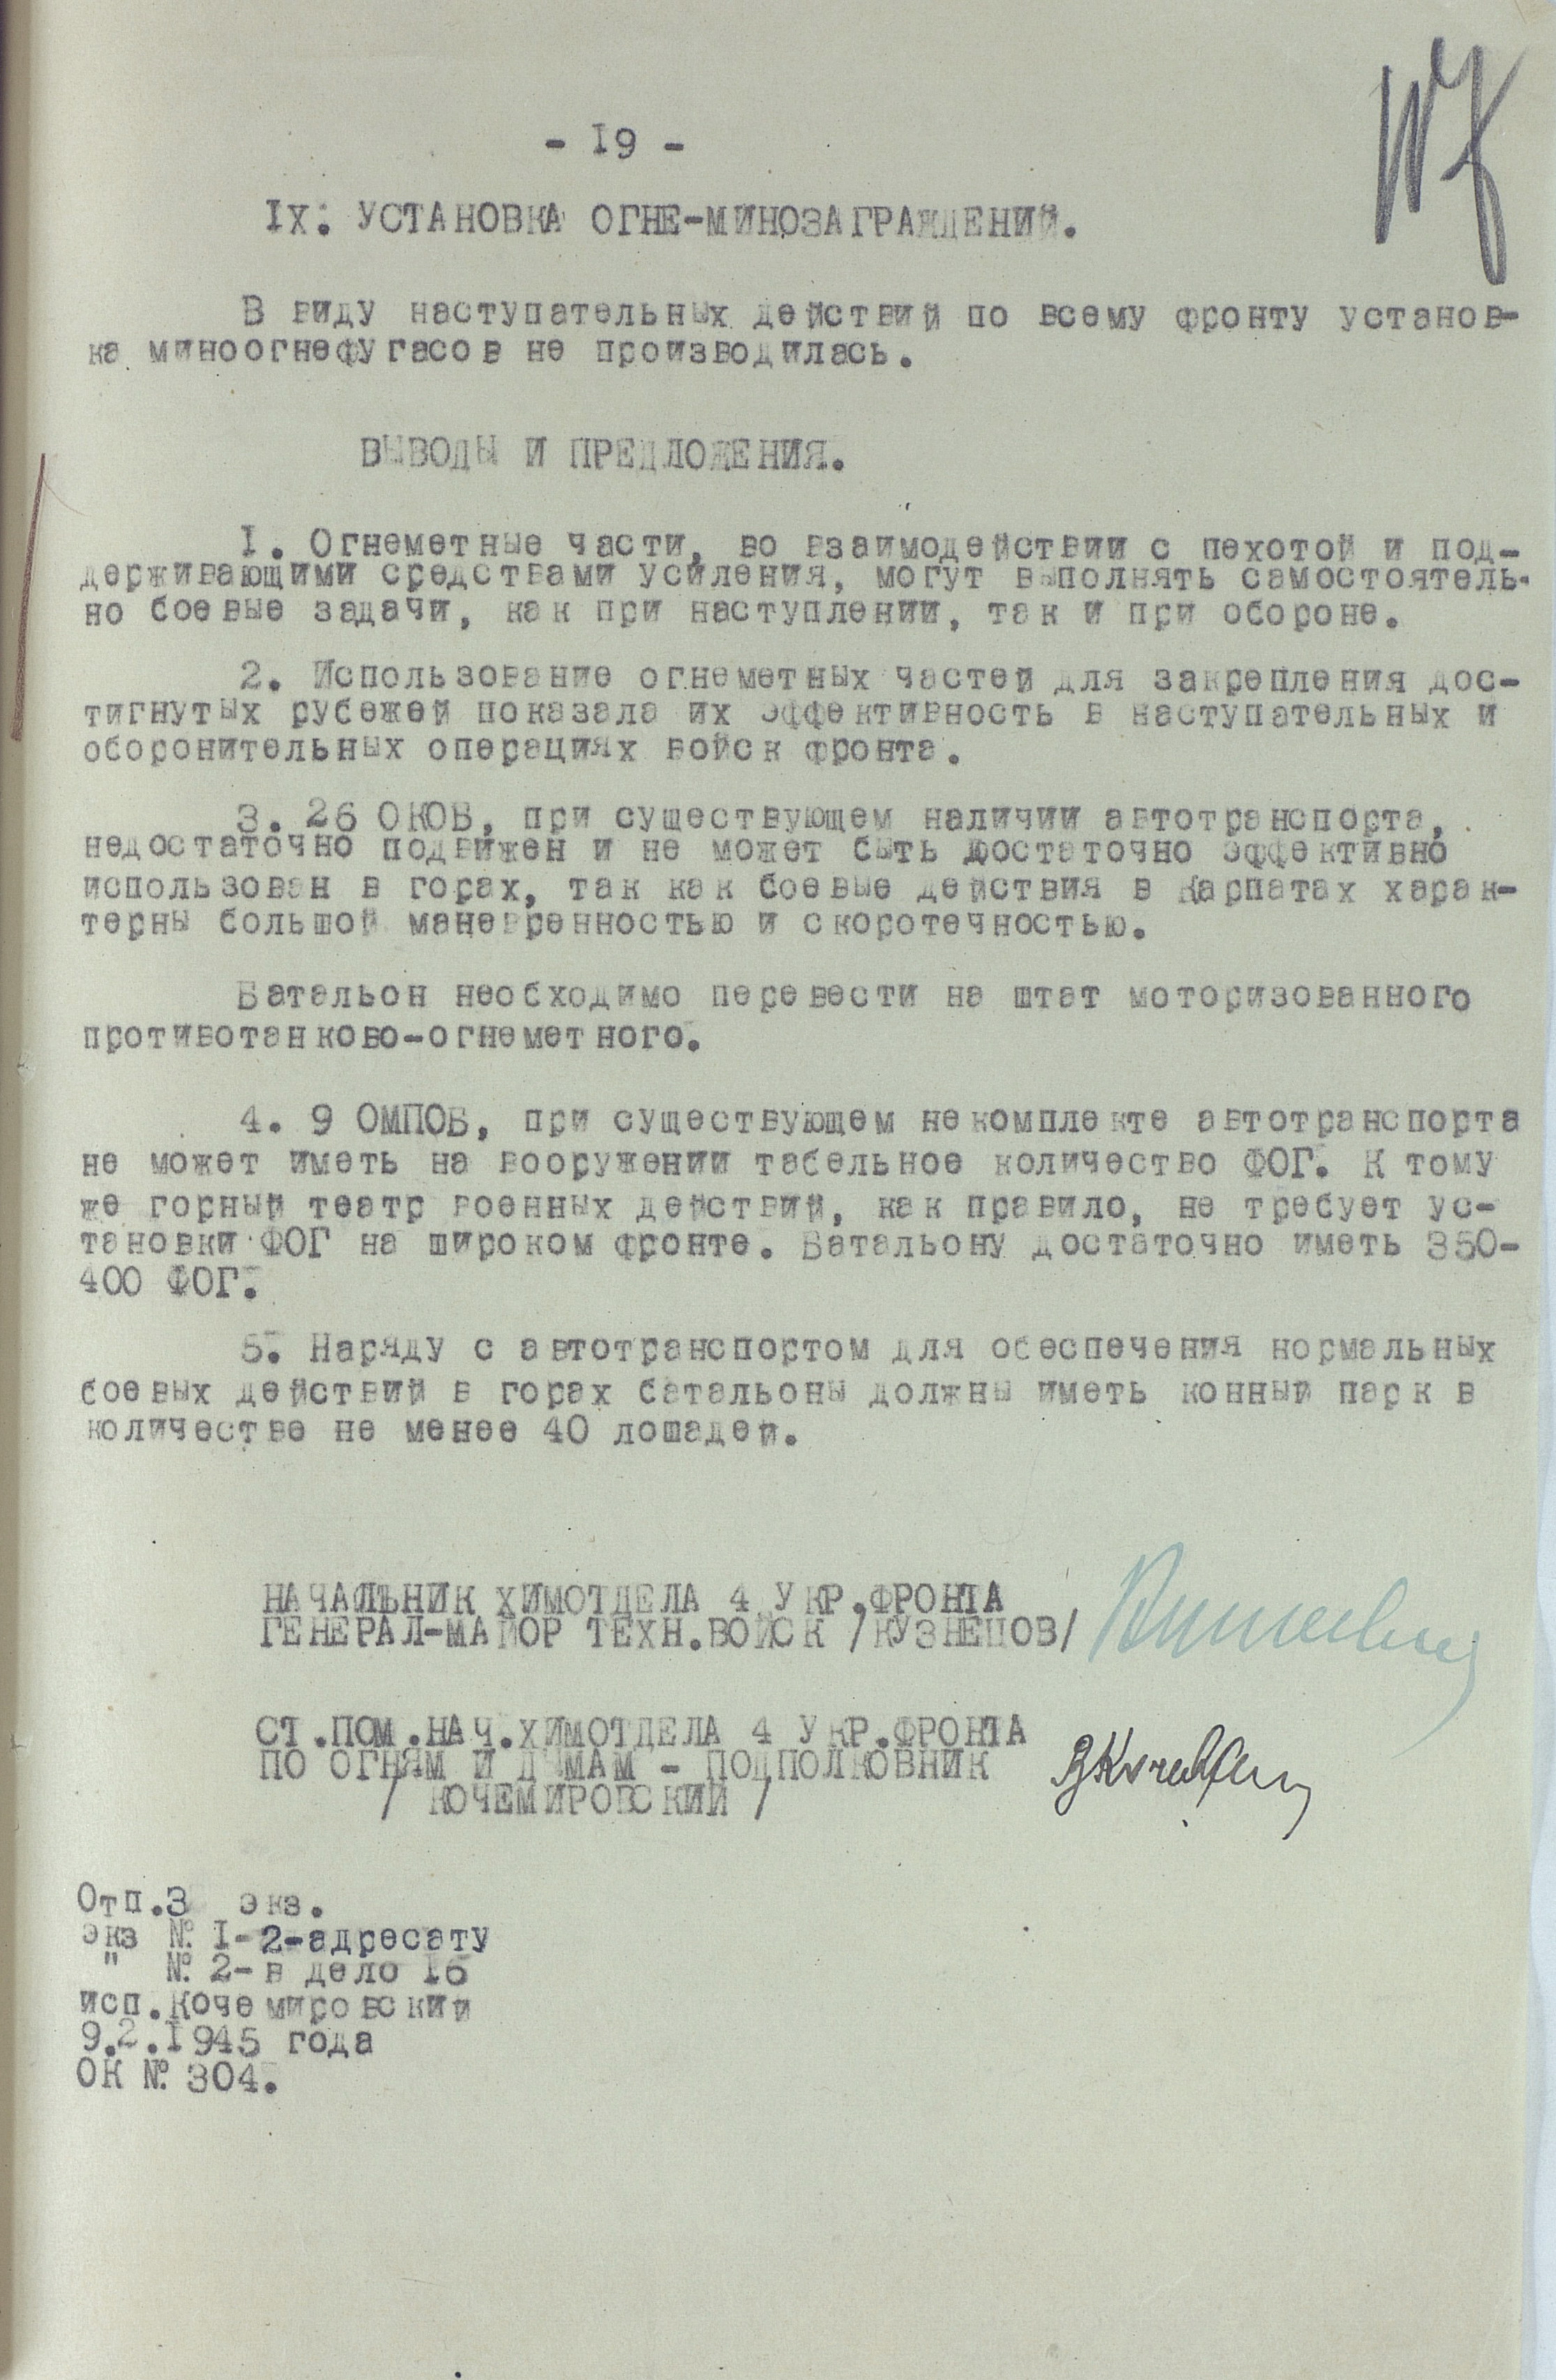 - I9 -
IX. УСТАНОВКА ОГНЕ-МИНОЗАГРАЖДЕНИЙ.
В виду наступательных действий по всему фронту установ-
ка миноогнефугасов не производилась.
ВЫВОДЫ И ПРЕДЛОЖЕНИЯ.
I. Огнеметные части, во взаимодействии с пехотой и под-
держивающими средствами усиления, могут выполнять самостоятель-
но боевые задачи, как при наступлении, так и при обороне.
2. Использование огнеметных частей для закрепления дос-
тигнутых рубежей показала их эффективность в наступательных и
оборонительных операциях войск фронта.
3. 26 ОКОВ, при существующем наличии автотранспорта,
недостаточно подвижен и не может быть достаточно эффективно
использован в горах, так как боевые действия в Карпатах харак-
терны большой маневренностью и скоротечностью.
Батальон необходимо перевести на штат моторизованного
противотанково-огнеметного.
4. 9 ОМПОБ, при существующем некомплекте автотранспорта
не может иметь на вооружении табельное количество ФОГ. К тому
же горный театр военных действий, как правило, не требует ус-
тановки ФОГ на широком фронте. Батальону достаточно иметь 350-
400 ФОГ.
5. Наряду с автотранспортом для обеспечения нормальных
боевых действий в горах батальоны должны иметь конный парк в
количестве не менее 40 лошадей.
НАЧАЛЬНИК ХИМОТДЕЛА 4 УКР.ФРОНТА
ГЕНЕРАЛ-МАЙОР ТЕХН.ВОЙСК /КУЗНЕЦОВ/
СТ.ПОМ.НАЧ.ХИМОТДЕЛА 4 УКР.ФРОНТА
ПО ОГНЯМ И ДЫМАМ - ПОДПОЛКОВНИК
/ КОЧЕМИРОВСКИЙ /
Отп.3 экз.
экз № I-2-адресату
" № 2- в дело 16
исп.Кочемировский
9.2.I945 года
ОК № 304.